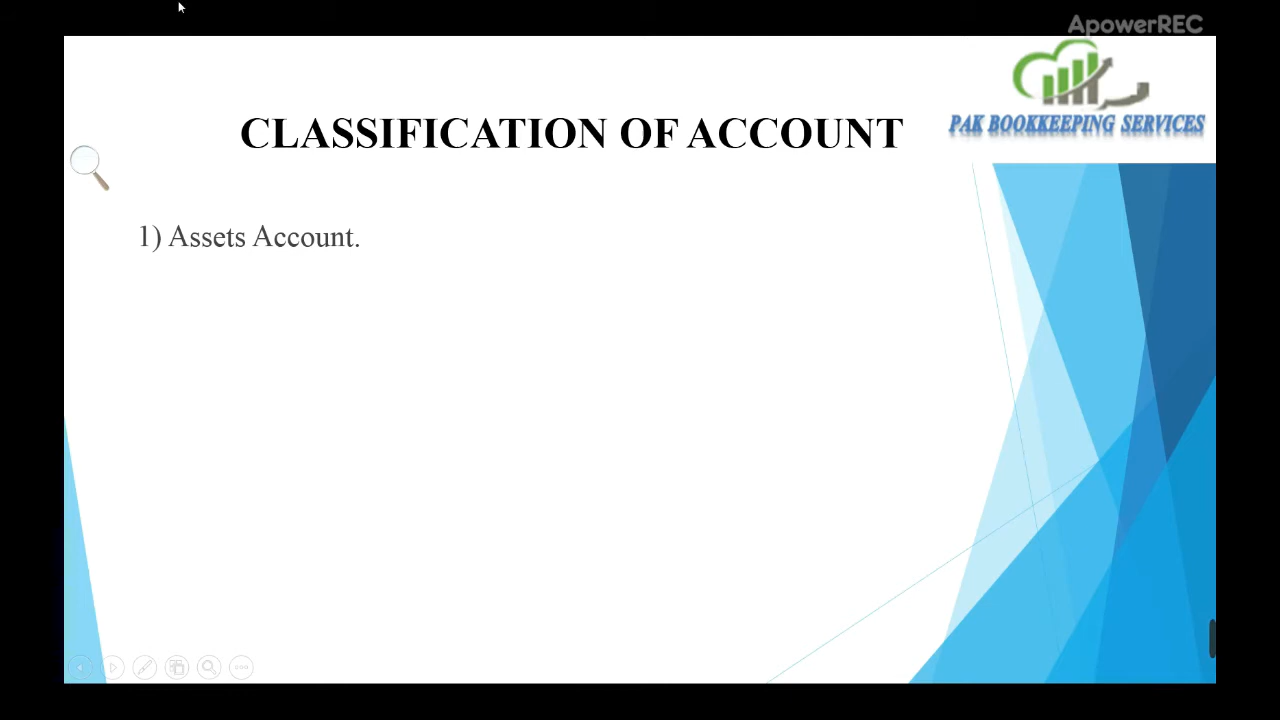 ApowerREC
PAK BOOKKEEPING SERVICES
CLASSIFICATION OF ACCOUNT
1) Assets Account.